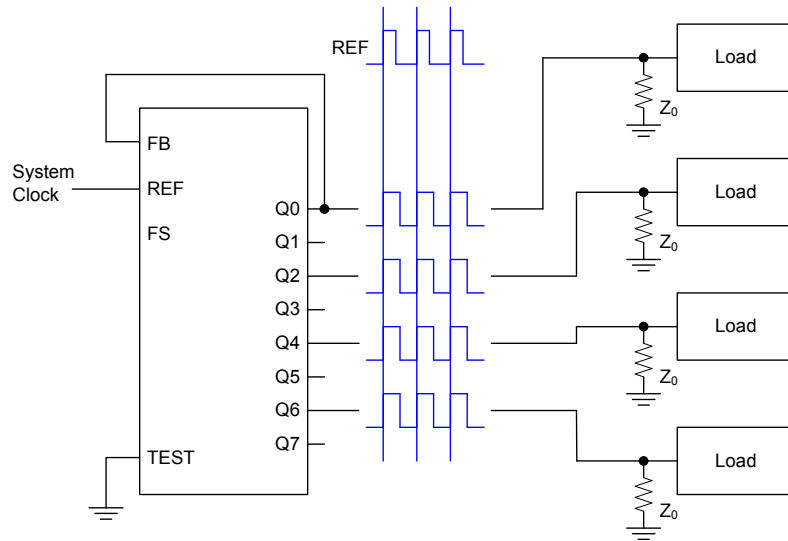 REF
Load
Z0
FB
System
Clock
REF
FS
Q0
Q1
Q2
Q3
Q4
Q5
Q6
Q7
TEST
Load
Z0
Load
Z0
Load
Z0